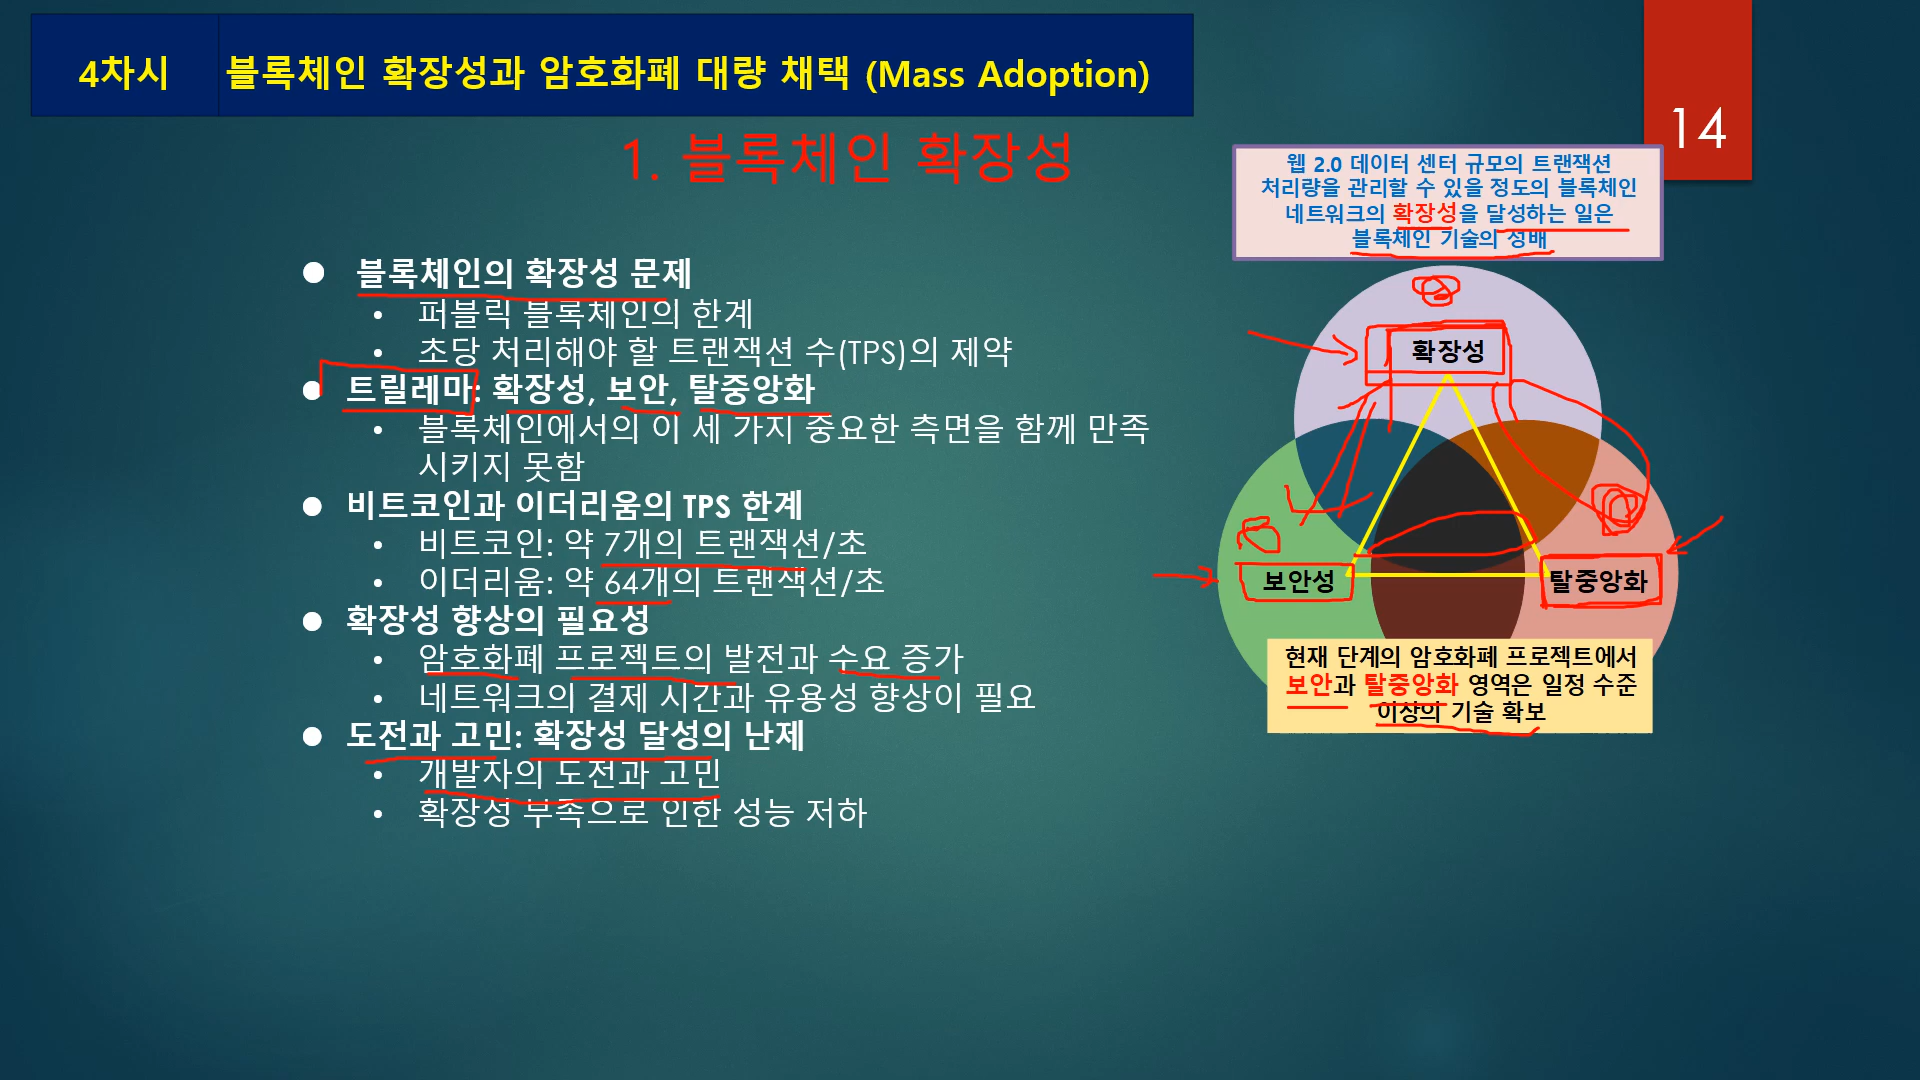 4차시
블록체인 확장성과 암호화폐 대량 채택 (Mass Adoption)
14
1. 블록체인 확장성
웹 2.0 데이터 센터 규모의 트랜잭션
처리량을 관리할 수 있을 정도의 블록체인
네트워크의 확장성을 달성하는 일은
블록체인 기술의 성배
블록체인의 확장성 문제
퍼블릭 블록체인의 한계
초당 처리해야 할 트랜잭션 수(TPS)의 제약
트릴레마: 확장성, 보안, 탈중앙화
블록체인에서의 이 세 가지 중요한 측면을 함께 만족
시키지 못함
비트코인과 이더리움의 TPS 한계
비트코인: 약 7개의 트랜잭션/초
이더리움: 약 64개의 트랜잭션/초
확장성 향상의 필요성
암호화폐 프로젝트의 발전과 수요 증가
네트워크의 결제 시간과 유용성 향상이 필요
도전과 고민: 확장성 달성의 난제
개발자의 도전과 고민
확장성 부족으로 인한 성능 저하
확장성
보안성
탈중앙화
현재 단계의 암호화폐 프로젝트에서
보안과 탈중앙화 영역은 일정 수준
이상의 기술 확보